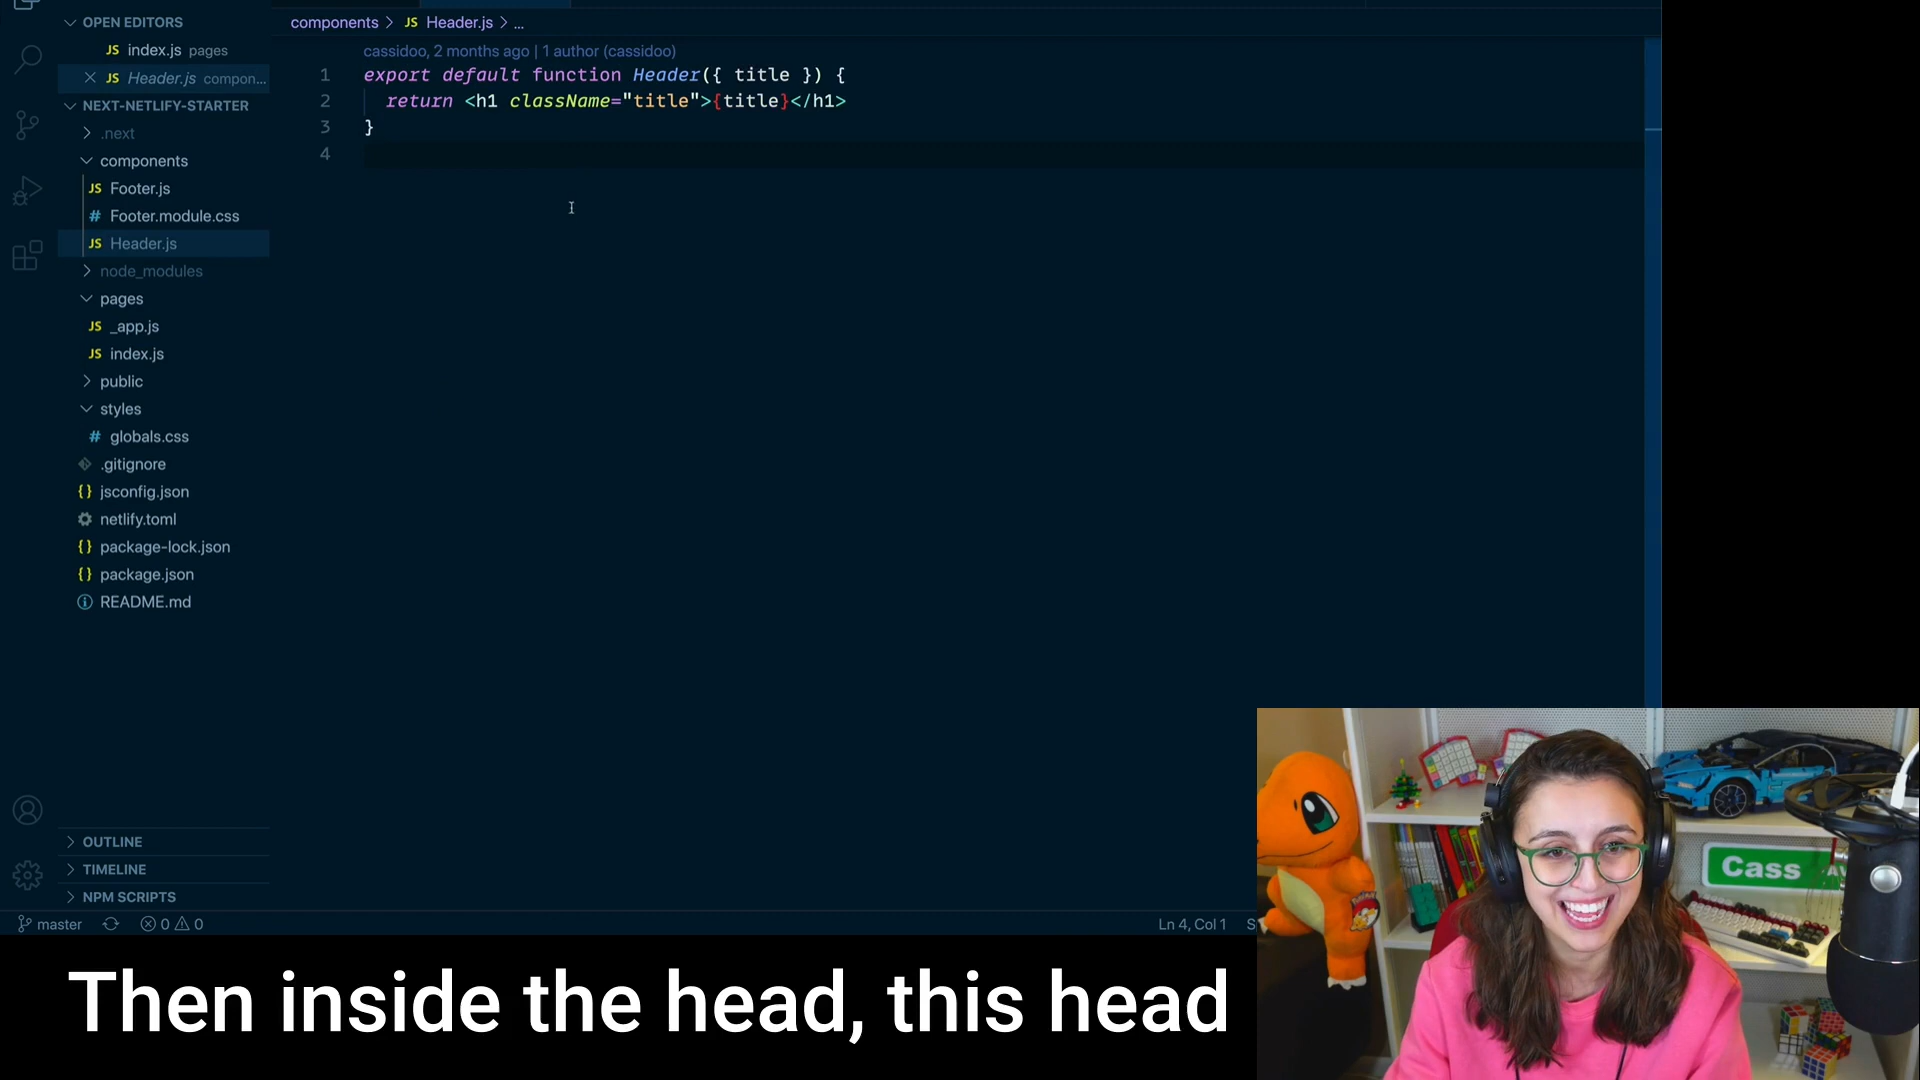 OPEN EDITORS
JS index.js pages
JS Header.js compon...
NEXT-NETLIFY-STARTER
.next
components
JS Footer.js
# Footer.module.css
JS Header.js
node_modules
pages
JS _app.js
JS index.js
public
styles
# globals.css
.gitignore
{} jsconfig.json
netlify.toml
{} package-lock.json
{} package.json
README.md
OUTLINE
TIMELINE
NPM SCRIPTS
master
0 0
components > JS Header.js > ...
cassidoo, 2 months ago | 1 author (cassidoo)
1 export default function Header({ title }) {
2 return <h1 className="title">{title}</h1>
3 }
4
Ln 4, Col 1
Cass
Then inside the head, this head